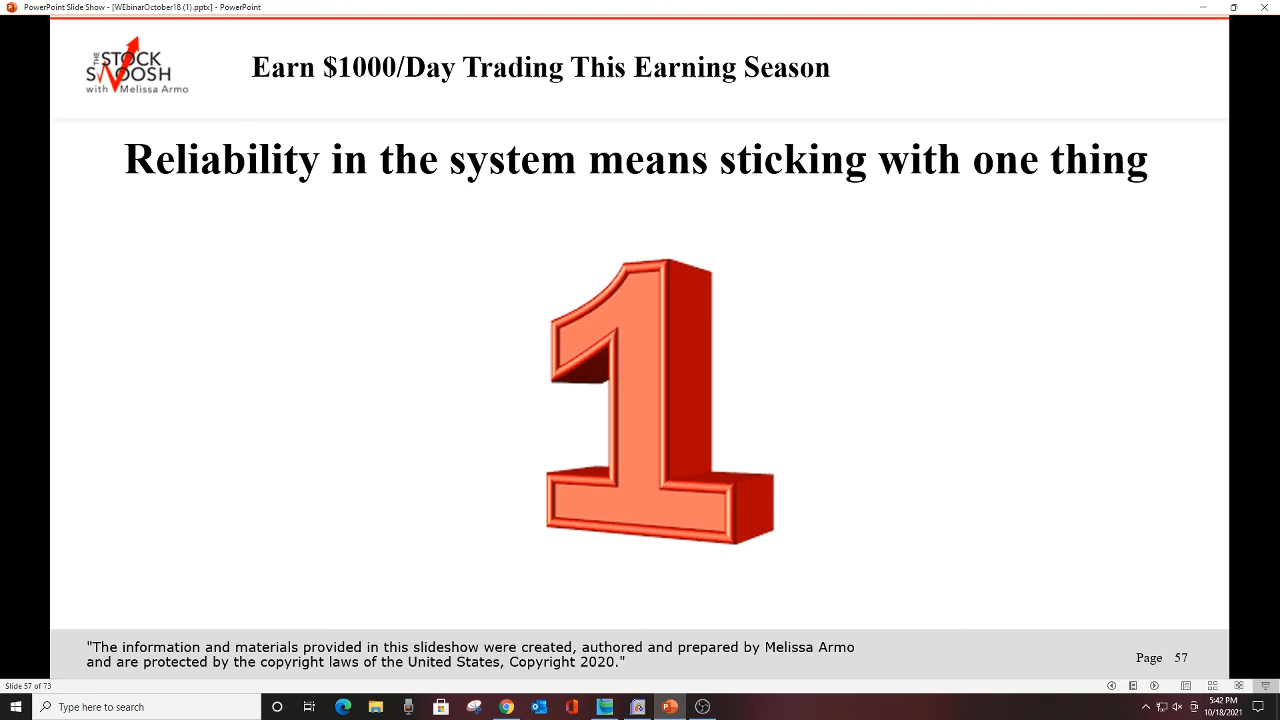 PowerPoint Slide Show - [WEbinarOctober18 (1).pptx] - PowerPoint
THE STOCK
SWOOSH
with Melissa Armo
Earn $1000/Day Trading This Earning Season
Reliability in the system means sticking with one thing
1
"The information and materials provided in this slideshow were created, authored and prepared by Melissa Armo
and are protected by the copyright laws of the United States, Copyright 2020."
Page 57
Slide 57 of 73
Type here to search
5:42 PM
10/18/2021